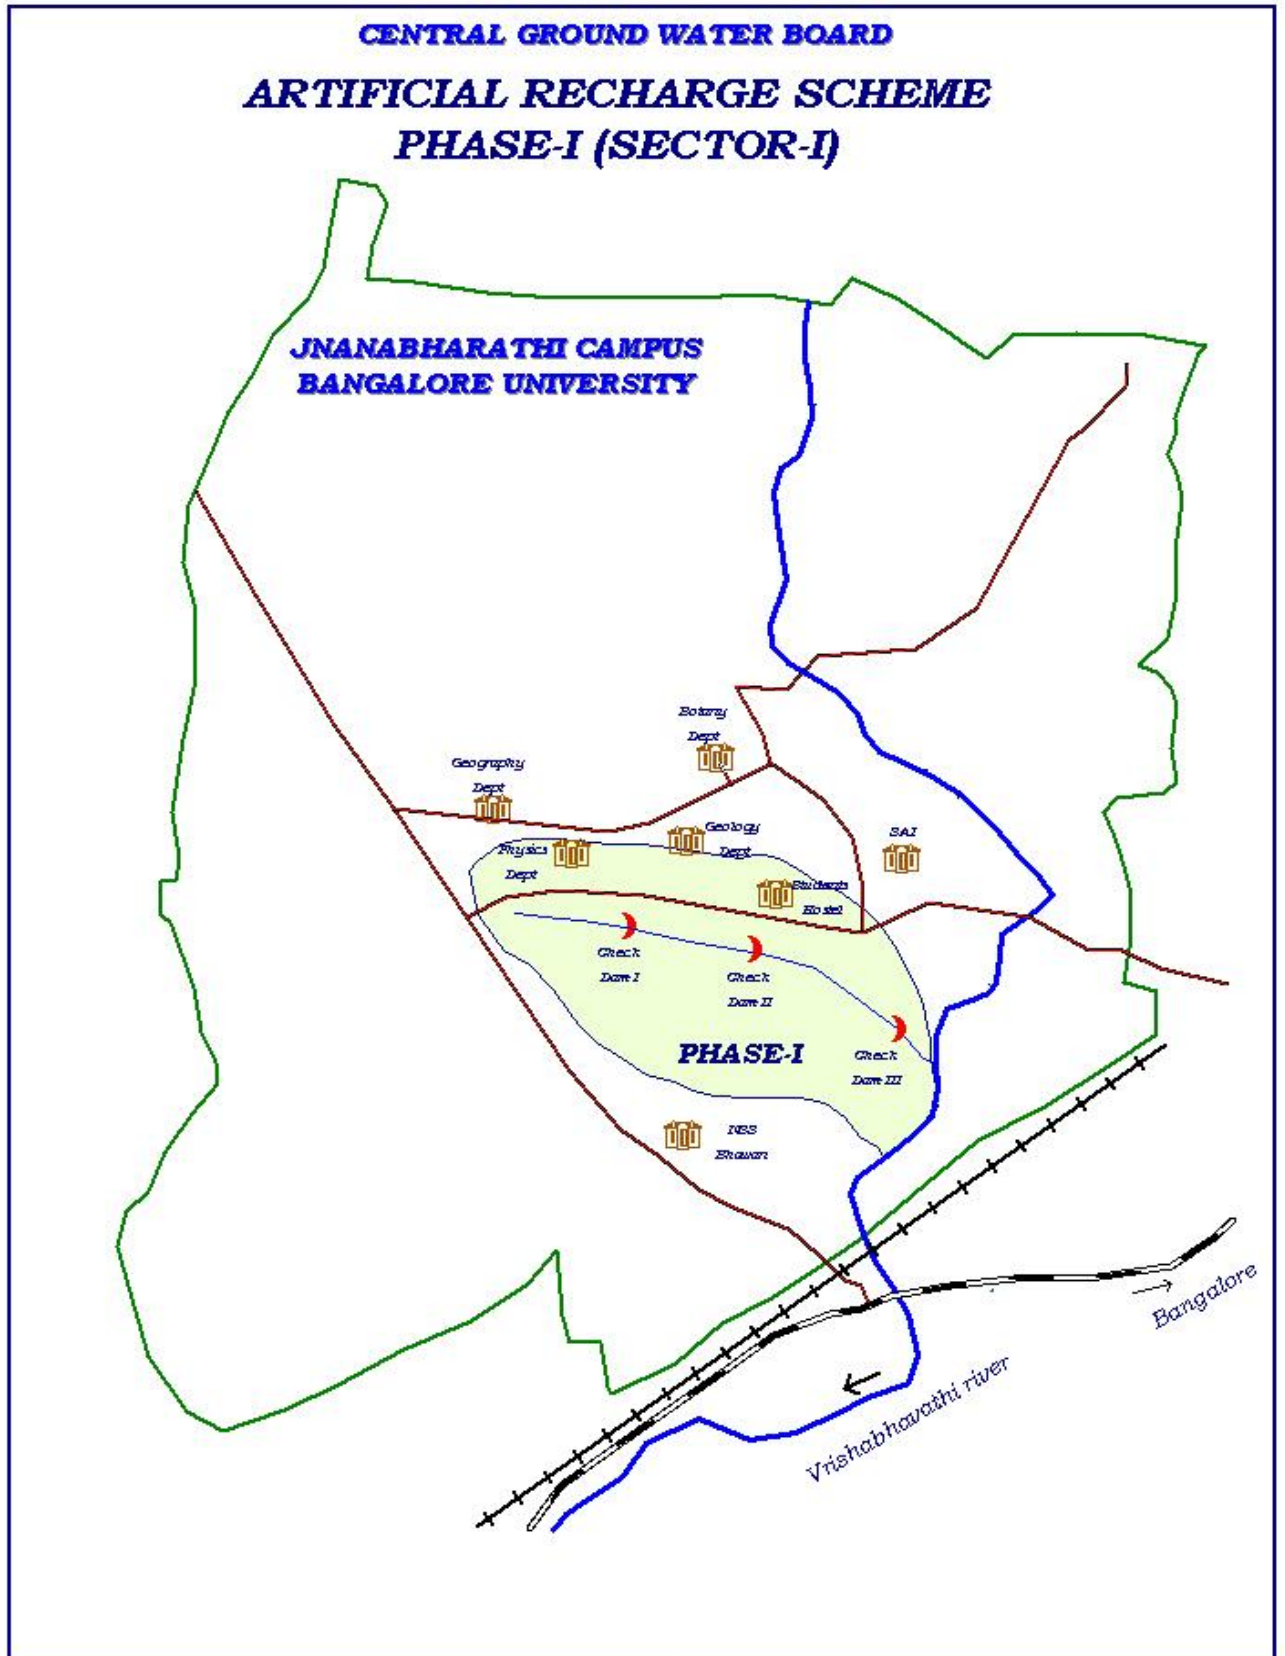 CENTRAL GROUND WATER BOARD
ARTIFICIAL RECHARGE SCHEME
PHASE-I (SECTOR-I)
JNANABHARATHI CAMPUS
BANGALORE UNIVERSITY
Botany
Dept
Geography
Dept
Geology
Dept
SAI
Physics
Dept
Students
Hostel
Check
Dam I
Check
Dam II
PHASE-I
Check
Dam III
NSS
Bhawan
Bangalore
Vrishabhavathi river